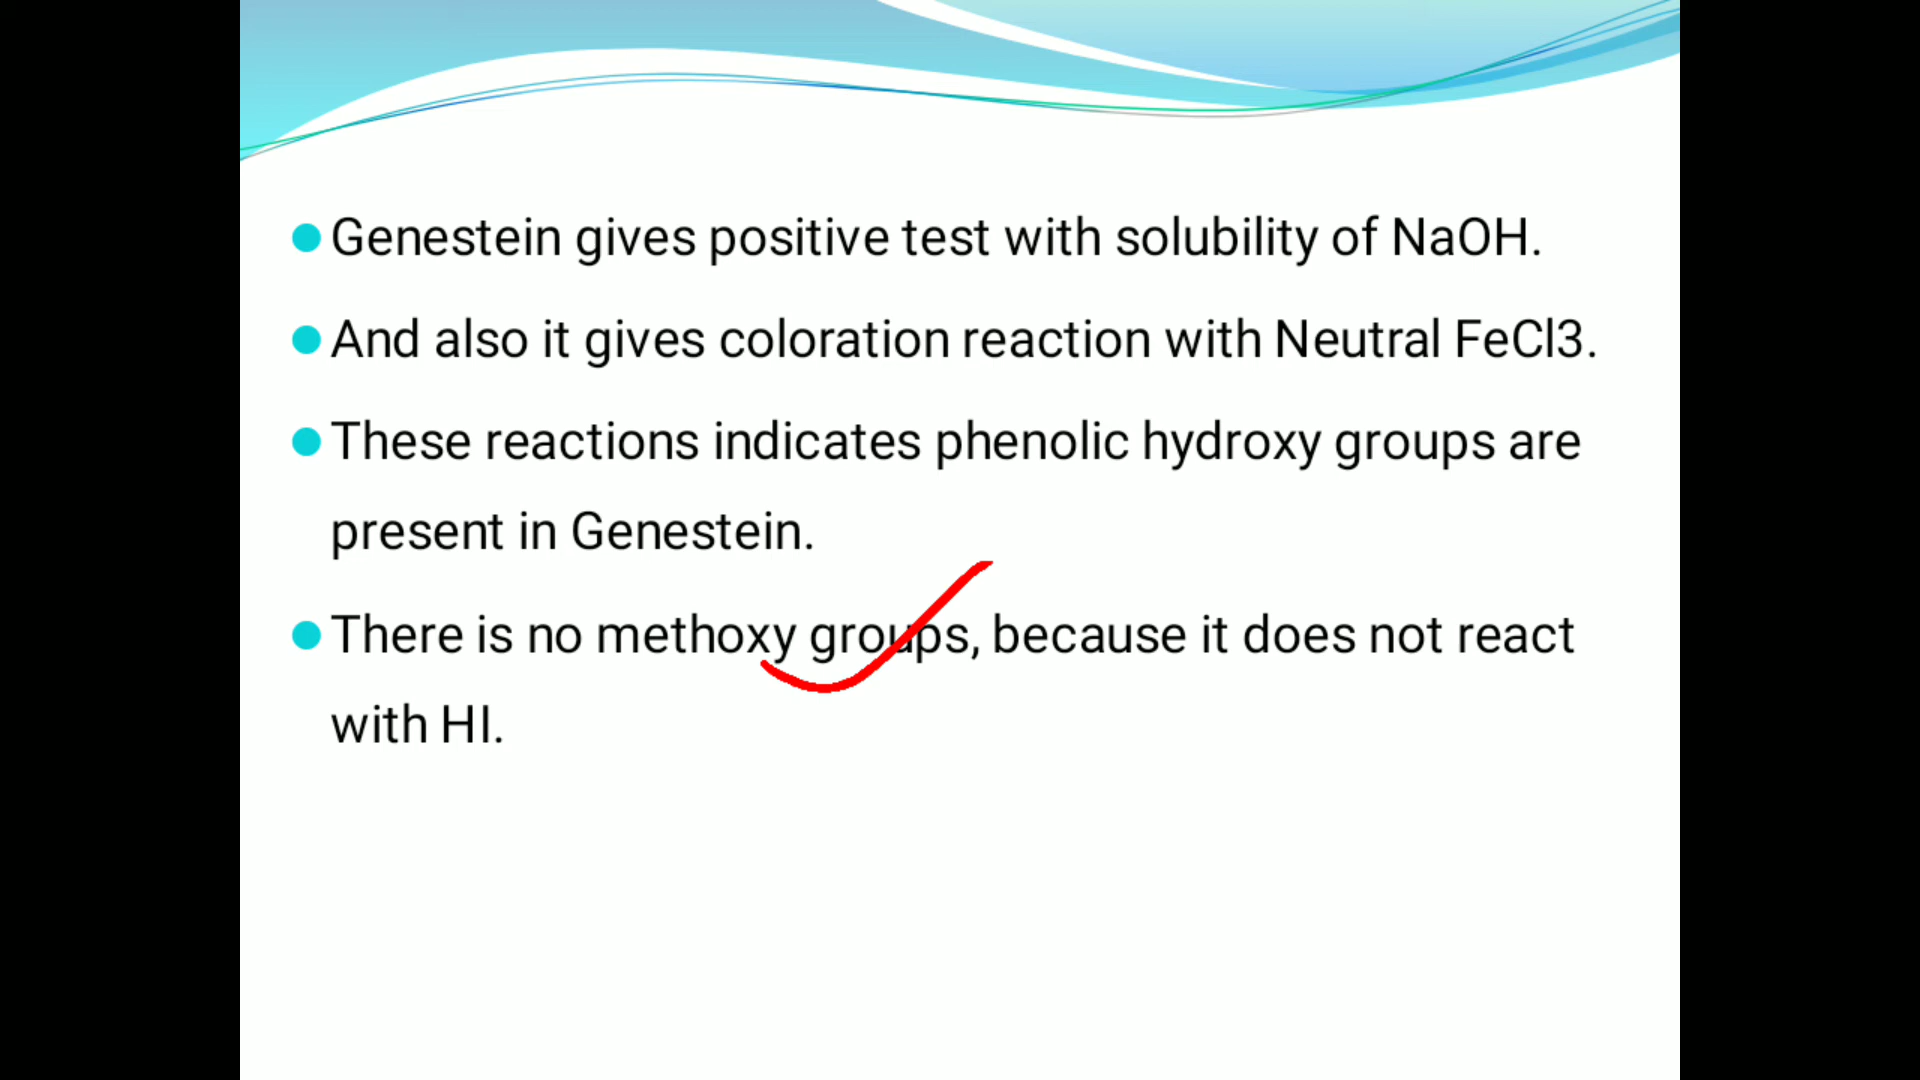 Genestein gives positive test with solubility of NaOH.
And also it gives coloration reaction with Neutral FeCl3.
These reactions indicates phenolic hydroxy groups are
present in Genestein.
There is no methoxy groups, because it does not react
with HI.